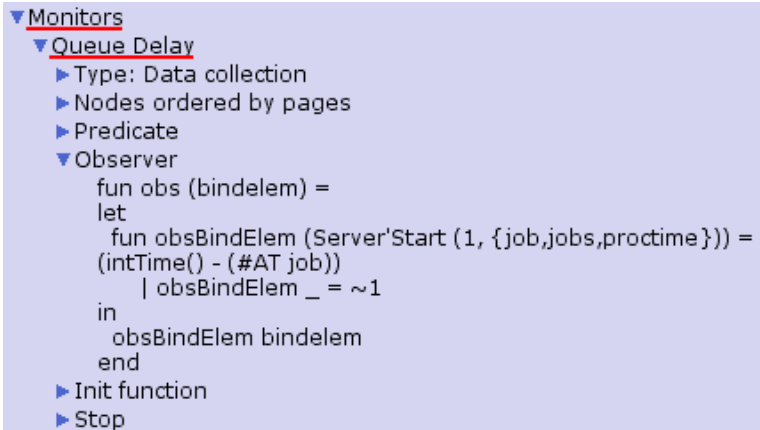 Monitors
Queue Delay
Type: Data collection
Nodes ordered by pages
Predicate
Observer
fun obs (bindelem) =
let
fun obsBindElem (Server'Start (1, {job,jobs,proctime})) =
(intTime() - (#AT job))
| obsBindElem _ = ~1
in
obsBindElem bindelem
end
Init function
Stop